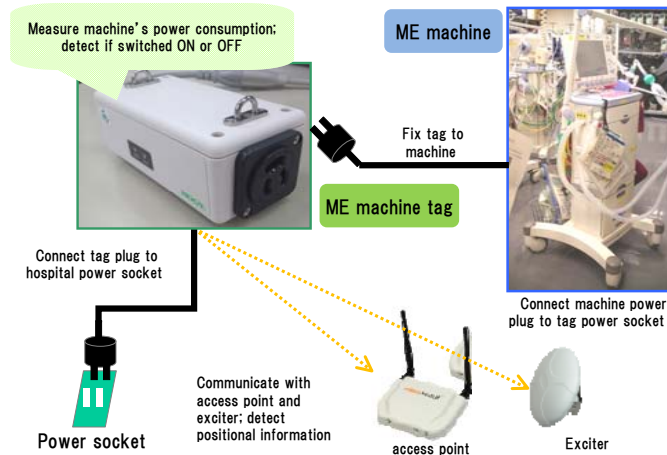 Measure machine's power consumption;
detect if switched ON or OFF
ME machine
Fix tag to
machine
ME machine tag
Connect tag plug to
hospital power socket
Connect machine power
plug to tag power socket
Communicate with
access point and
exciter; detect
positional information
Power socket
access point
Exciter